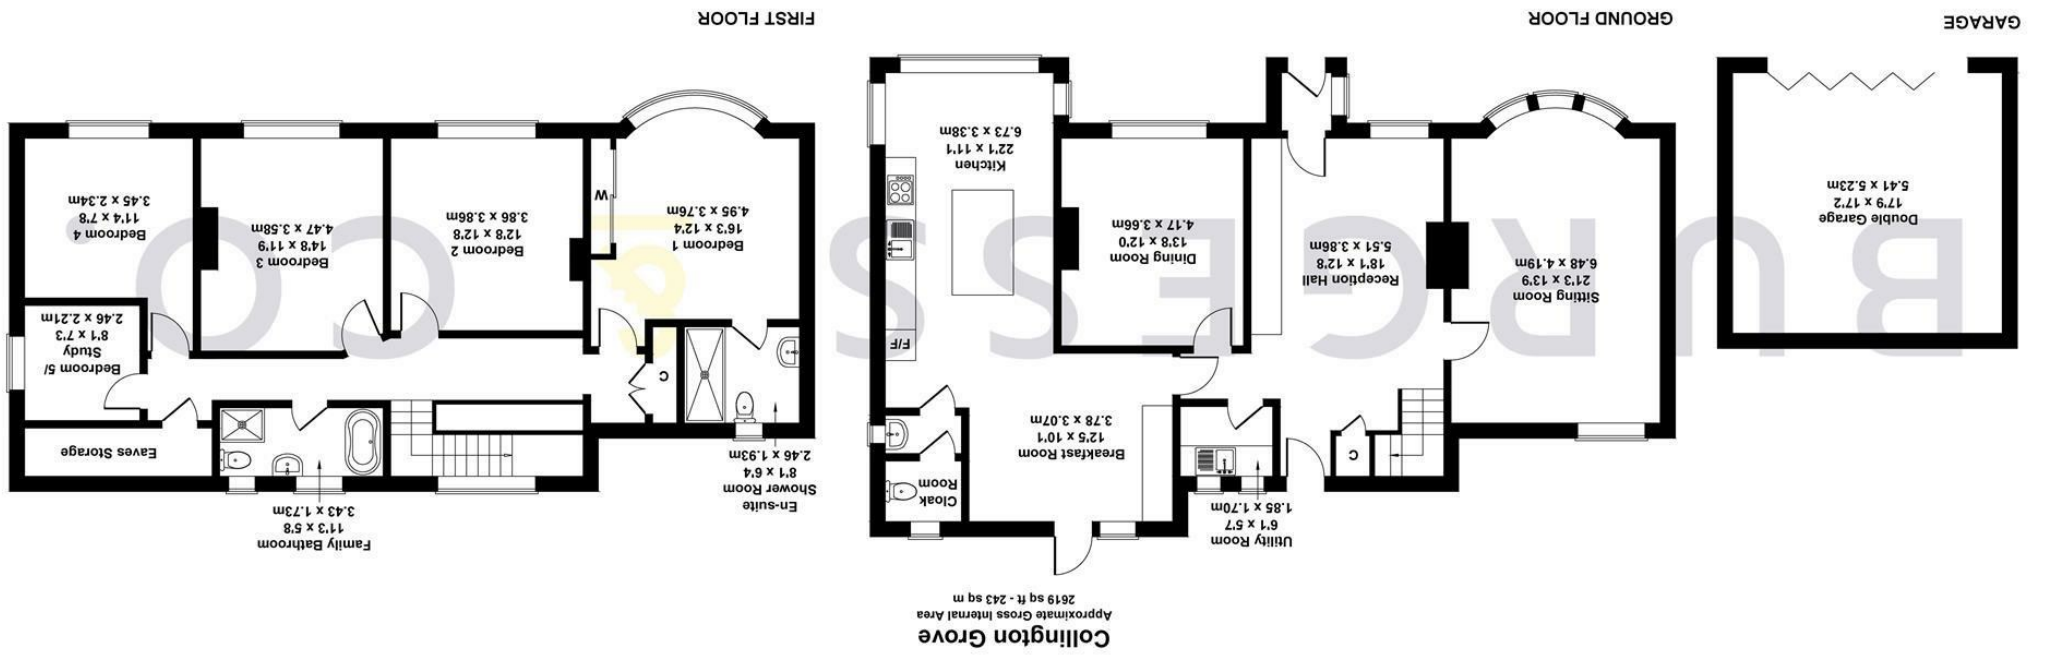 Collington Grove
Approximate Gross Internal Area
2619 sq ft - 243 sq m
Utility Room
6'1 x 5'7
1.85 x 1.70m
Cloak
Room
Breakfast Room
12'5 x 10'1
3.78 x 3.07m
C
F/F
Sitting Room
21'3 x 13'9
6.48 x 4.19m
Reception Hall
18'1 x 12'8
5.51 x 3.86m
Dining Room
13'8 x 12'0
4.17 x 3.66m
Kitchen
22'1 x 11'1
6.73 x 3.38m
Double Garage
17'9 x 17'2
5.41 x 5.23m
GARAGE
GROUND FLOOR
Family Bathroom
11'3 x 5'8
3.43 x 1.73m
En-suite
Shower Room
8'1 x 6'4
2.46 x 1.93m
Eaves Storage
C
Bedroom 5/
Study
8'1 x 7'3
2.46 x 2.21m
Bedroom 1
16'3 x 12'4
4.95 x 3.76m
W
Bedroom 2
12'8 x 12'8
3.86 x 3.86m
Bedroom 3
14'8 x 11'9
4.47 x 3.58m
Bedroom 4
11'4 x 7'8
3.45 x 2.34m
FIRST FLOOR
BURGESS & CO.